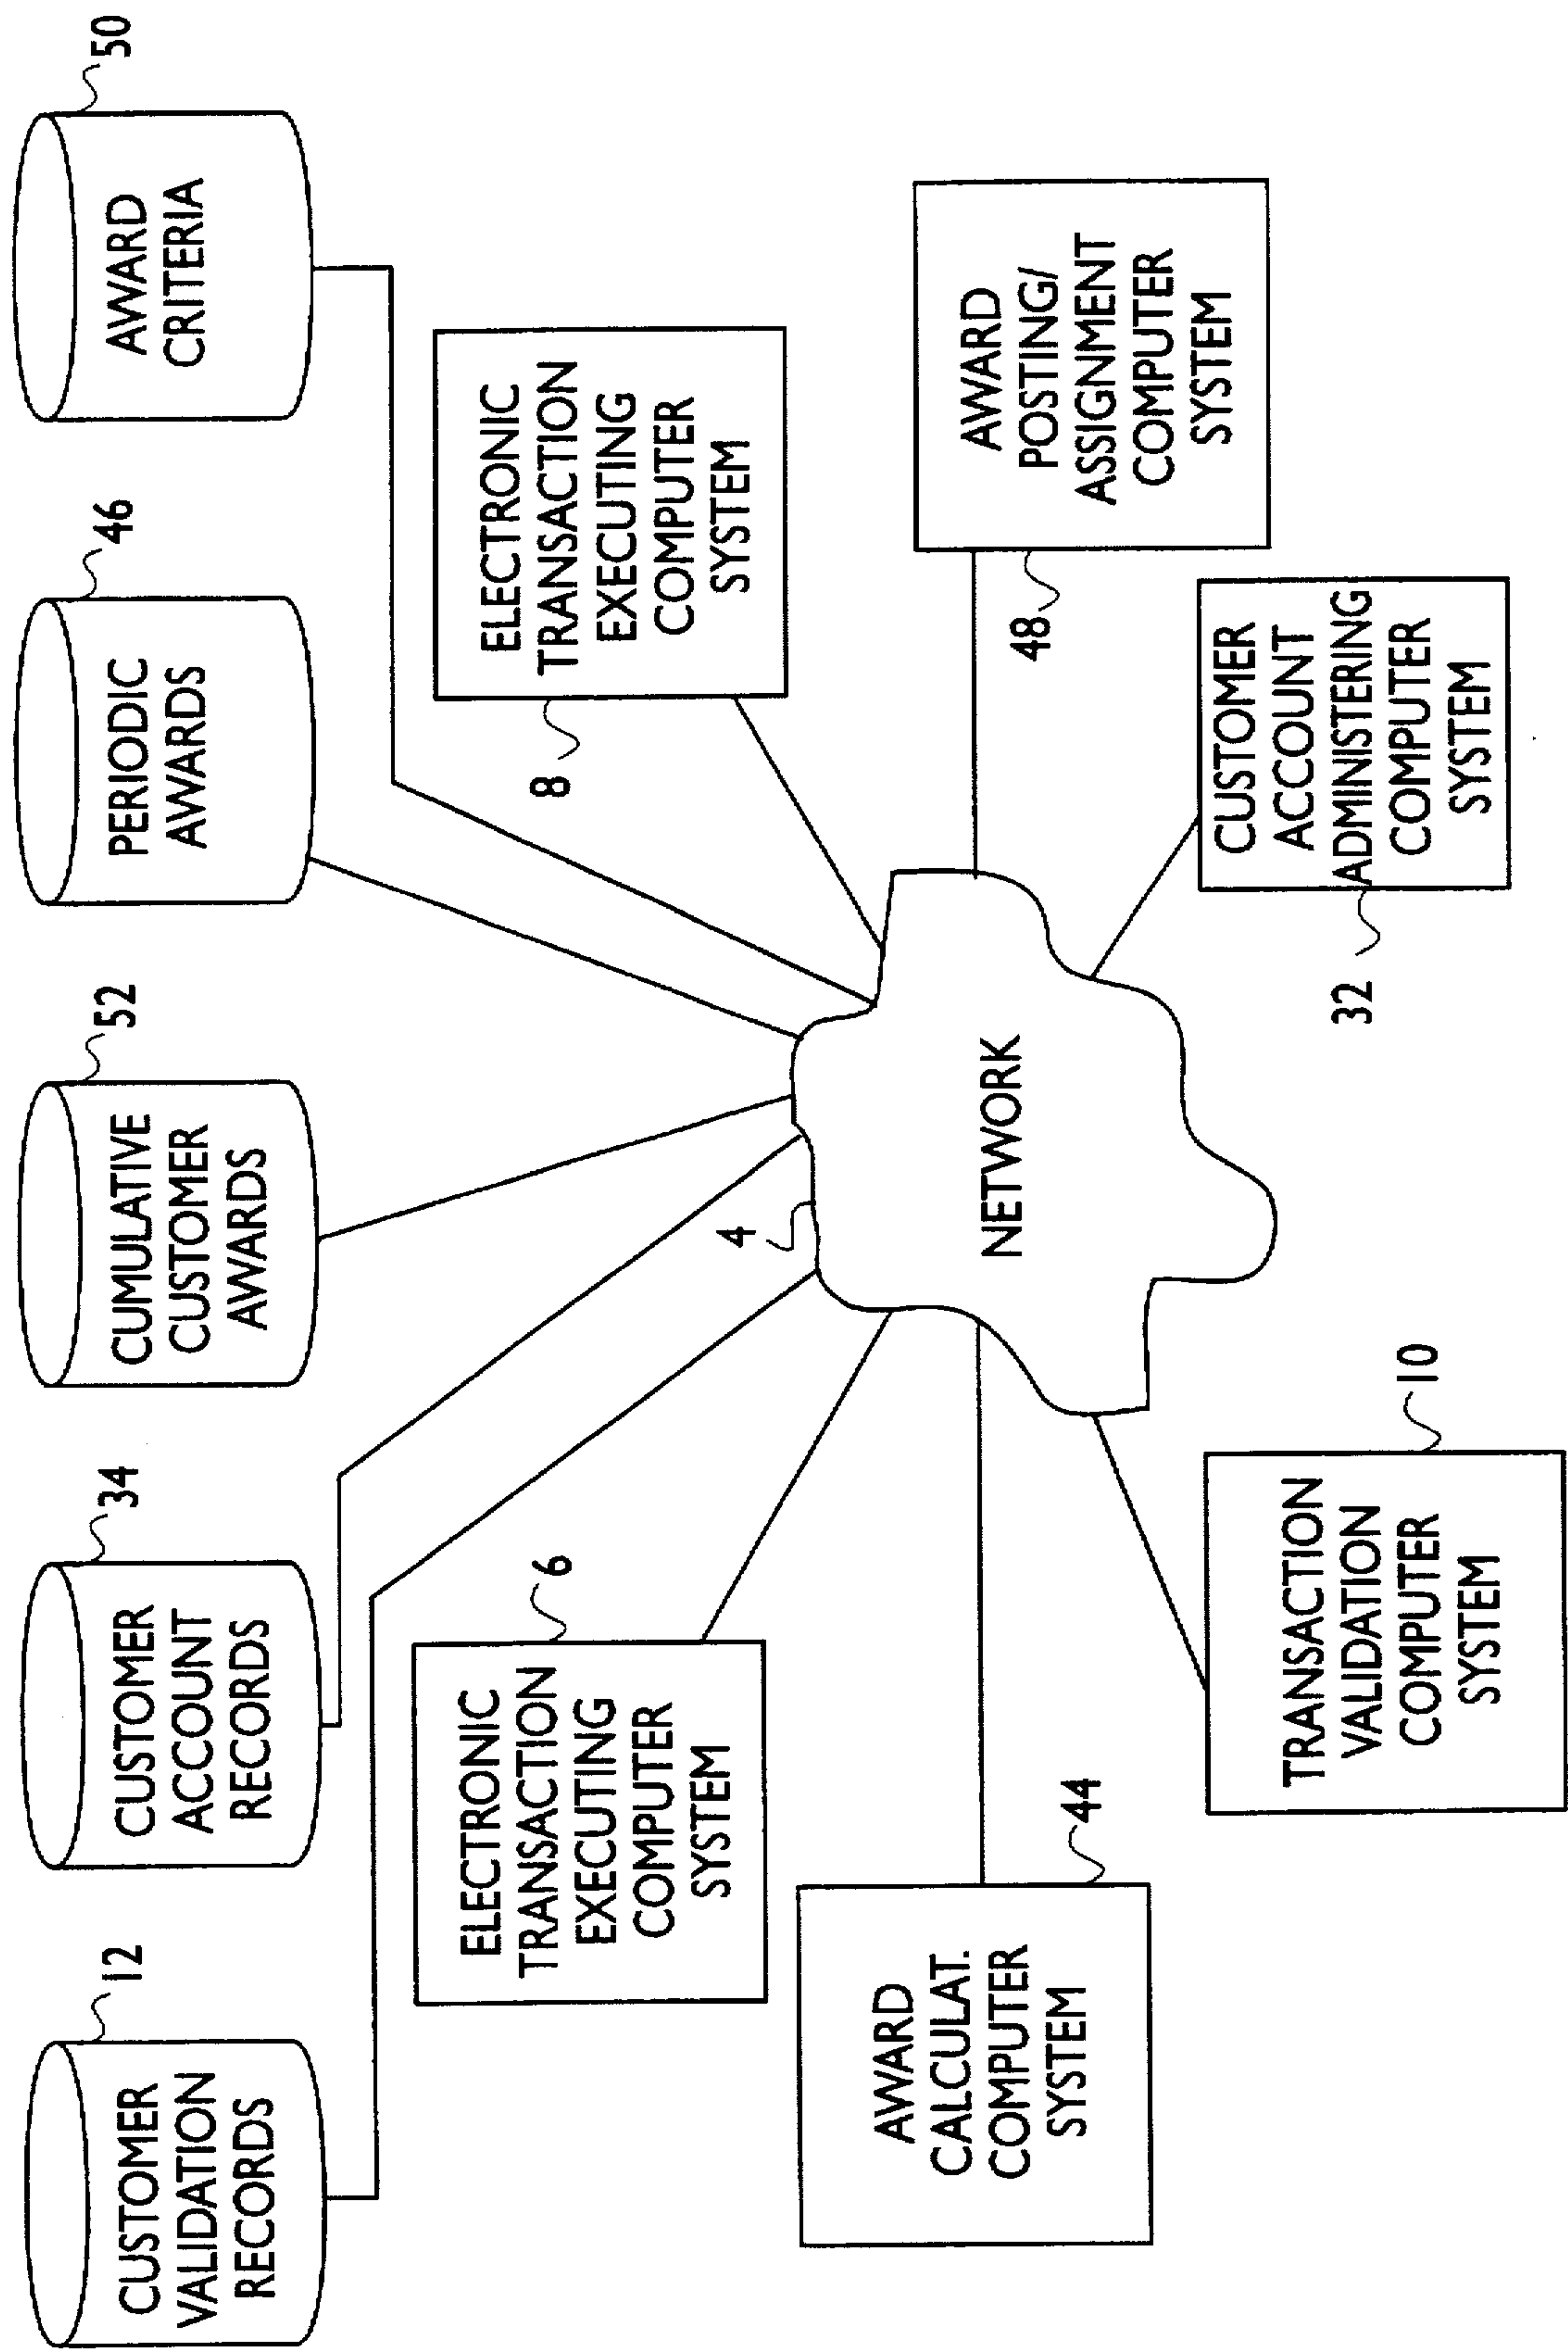 12
CUSTOMER
VALIDATION
RECORDS
34
CUSTOMER
ACCOUNT
RECORDS
52
CUMULATIVE
CUSTOMER
AWARDS
46
PERIODIC
AWARDS
50
AWARD
CRITERIA
6
ELECTRONIC
TRANSACTION
EXECUTING
COMPUTER
SYSTEM
8
ELECTRONIC
TRANSACTION
EXECUTING
COMPUTER
SYSTEM
4
NETWORK
44
AWARD
CALCULAT.
COMPUTER
SYSTEM
48
AWARD
POSTING/
ASSIGNMENT
COMPUTER
SYSTEM
10
TRANSACTION
VALIDATION
COMPUTER
SYSTEM
32
CUSTOMER
ACCOUNT
ADMINISTERING
COMPUTER
SYSTEM